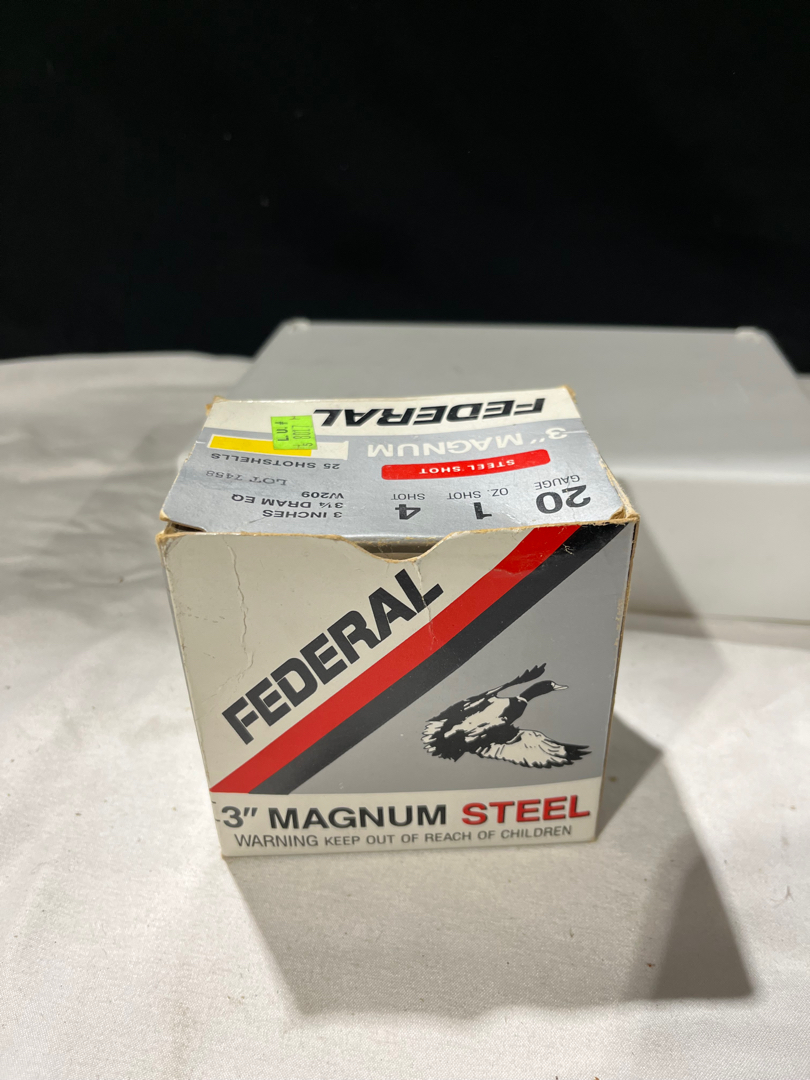 FEDERAL
3" MAGNUM
STEEL SHOT
20 GAUGE
1 OZ. SHOT
4 SHOT
3 INCHES
3¼ DRAM EQ
W209
LOT
25 SHOTSHELLS
FEDERAL
3" MAGNUM STEEL
WARNING KEEP OUT OF REACH OF CHILDREN